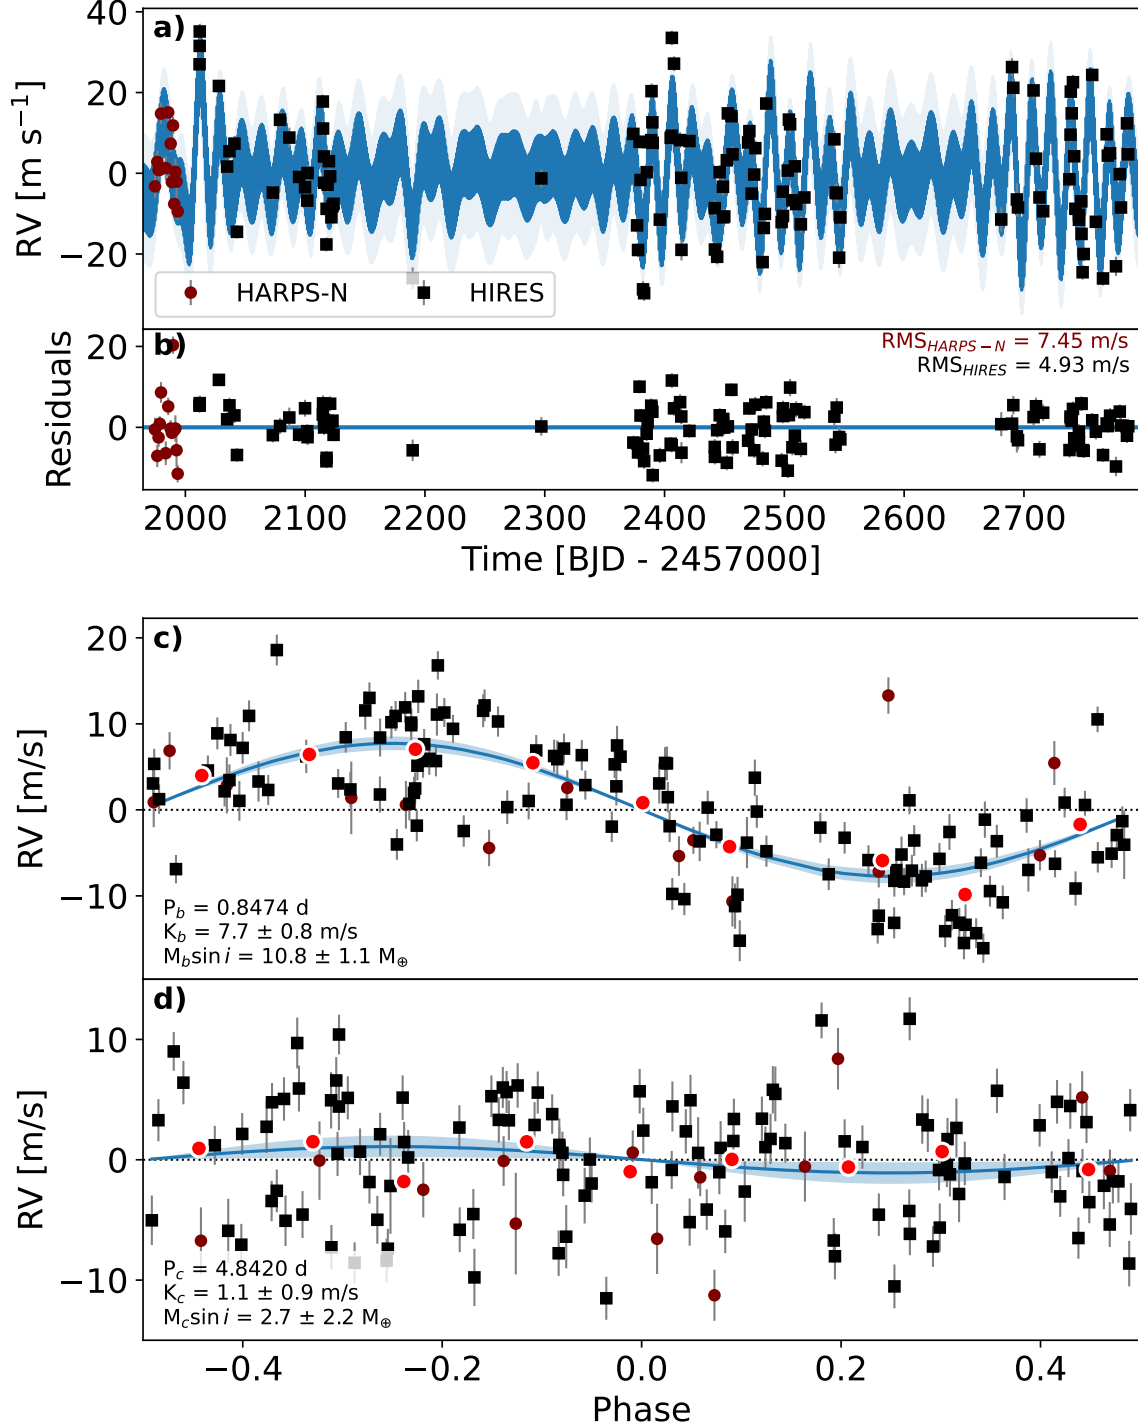 a)
40
20
0
−20
RV [m s⁻¹]
HARPS-N
HIRES
b)
20
0
Residuals
RMS_HARPS−N = 7.45 m/s
RMS_HIRES = 4.93 m/s
2000 2100 2200 2300 2400 2500 2600 2700
Time [BJD - 2457000]
c)
20
10
0
−10
RV [m/s]
P_b = 0.8474 d
K_b = 7.7 ± 0.8 m/s
M_b sin i = 10.8 ± 1.1 M⊕
d)
10
0
−10
RV [m/s]
P_c = 4.8420 d
K_c = 1.1 ± 0.9 m/s
M_c sin i = 2.7 ± 2.2 M⊕
−0.4 −0.2 0.0 0.2 0.4
Phase